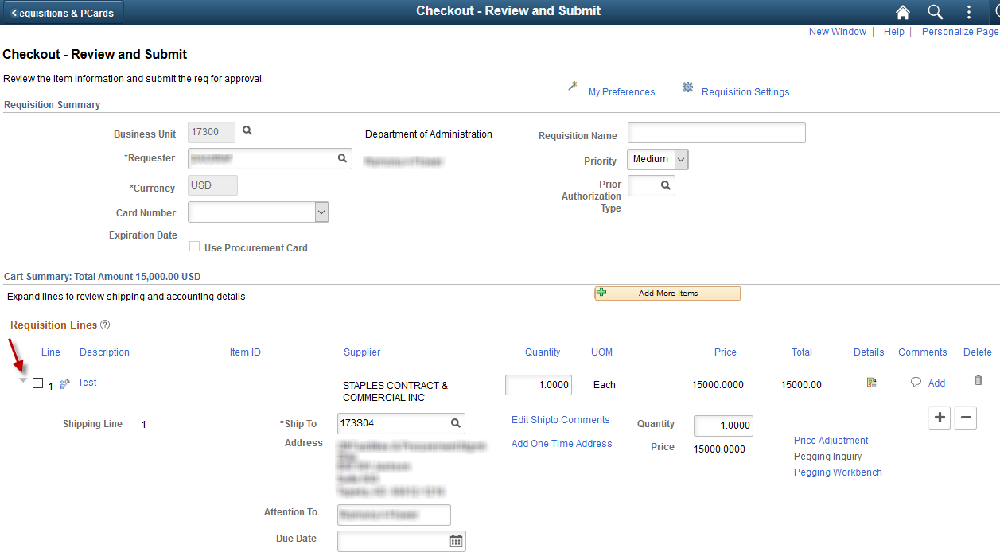 equisitions & PCards
Checkout - Review and Submit
New Window | Help | Personalize Page
Checkout - Review and Submit
Review the item information and submit the req for approval.
My Preferences
Requisition Settings
Requisition Summary
Business Unit 17300
Department of Administration
Requisition Name
*Requester
Priority Medium
*Currency USD
Prior
Authorization
Type
Card Number
Expiration Date
Use Procurement Card
Cart Summary: Total Amount 15,000.00 USD
Expand lines to review shipping and accounting details
Add More Items
Requisition Lines
Line Description Item ID Supplier Quantity UOM Price Total Details Comments Delete
1 Test STAPLES CONTRACT & 1.0000 Each 15000.0000 15000.00 Add
COMMERCIAL INC
Shipping Line 1 *Ship To 173S04 Edit Shipto Comments Quantity 1.0000
Address Add One Time Address Price 15000.0000
Price Adjustment
Pegging Inquiry
Pegging Workbench
Attention To
Due Date